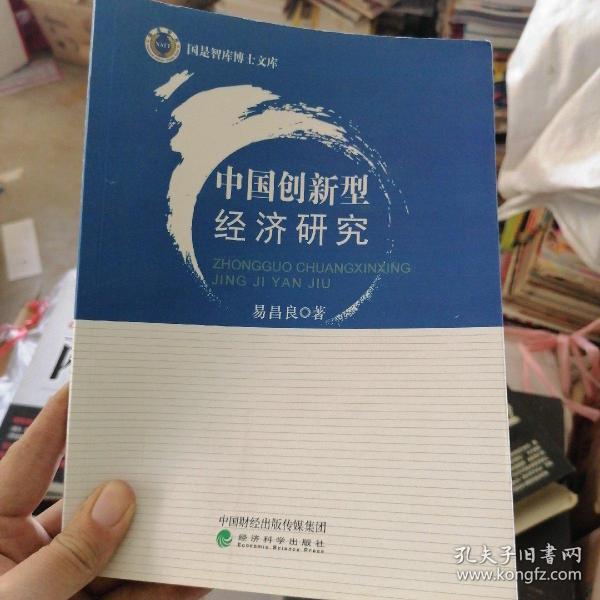 国是智库博士文库
中国创新型
经济研究
ZHONGGUO CHUANGXINXING
JING JI YAN JIU
易昌良◎著
中国财经出版传媒集团
经济科学出版社
Economic Science Press
孔夫子旧书网
www.kongfz.com